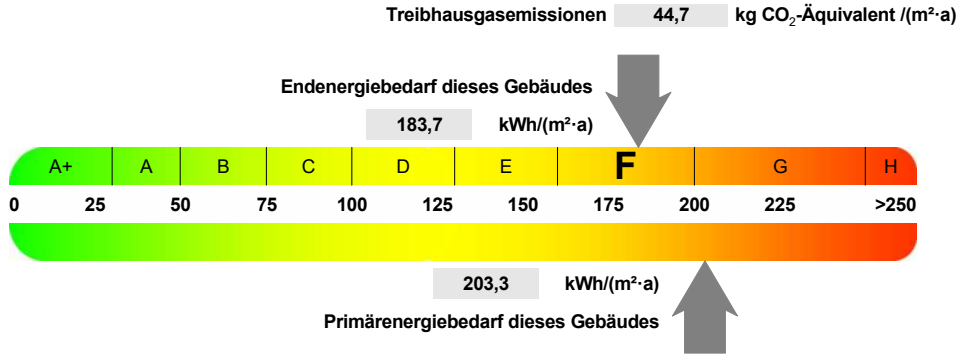 Treibhausgasemissionen 44,7 kg CO₂-Äquivalent /(m²·a)
Endenergiebedarf dieses Gebäudes
183,7 kWh/(m²·a)
A+ A B C D E F G H
0 25 50 75 100 125 150 175 200 225 >250
203,3 kWh/(m²·a)
Primärenergiebedarf dieses Gebäudes